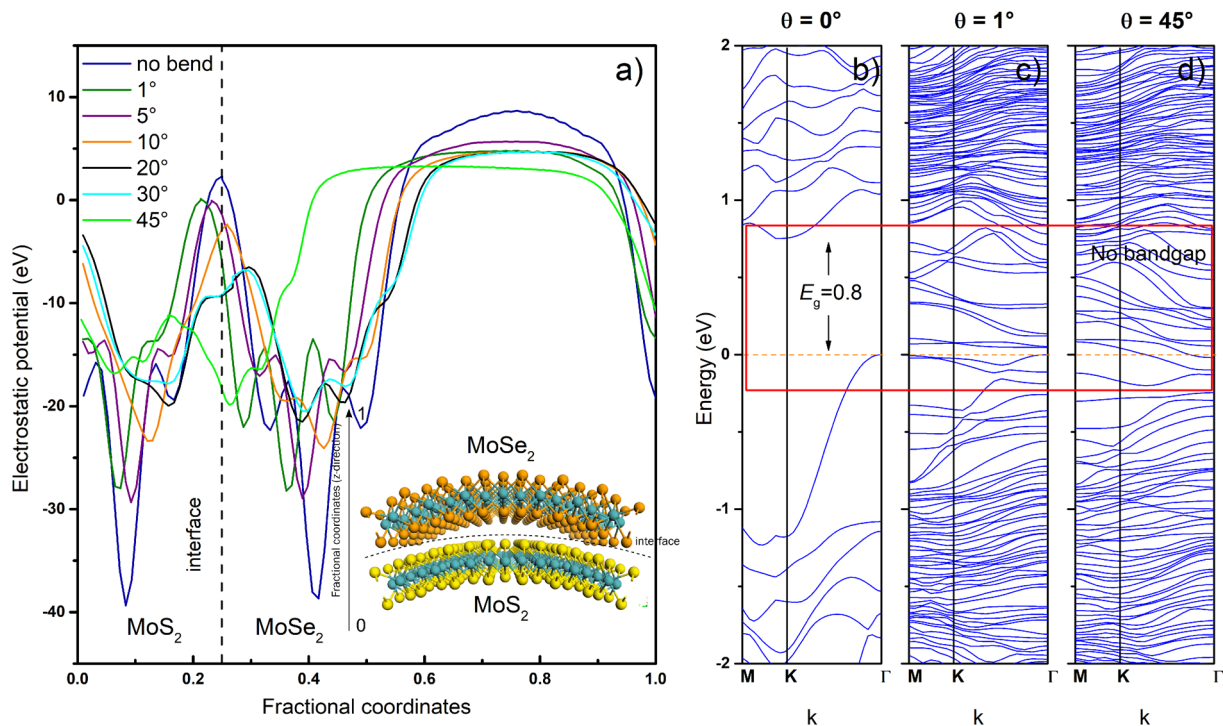 θ = 0°
θ = 1°
θ = 45°
a)
b)
c)
d)
no bend
1°
5°
10°
20°
30°
45°
Electrostatic potential (eV)
15
10
0
-10
-20
-30
-40
interface
MoS2
MoSe2
Fractional coordinates (z-direction)
1
0
MoSe2
interface
MoS2
0.0
0.2
0.4
0.6
0.8
1.0
Fractional coordinates
Energy (eV)
2
1
0
-1
-2
Eg=0.8
No bandgap
M
K
M
K
M
K
Γ
k
k
k